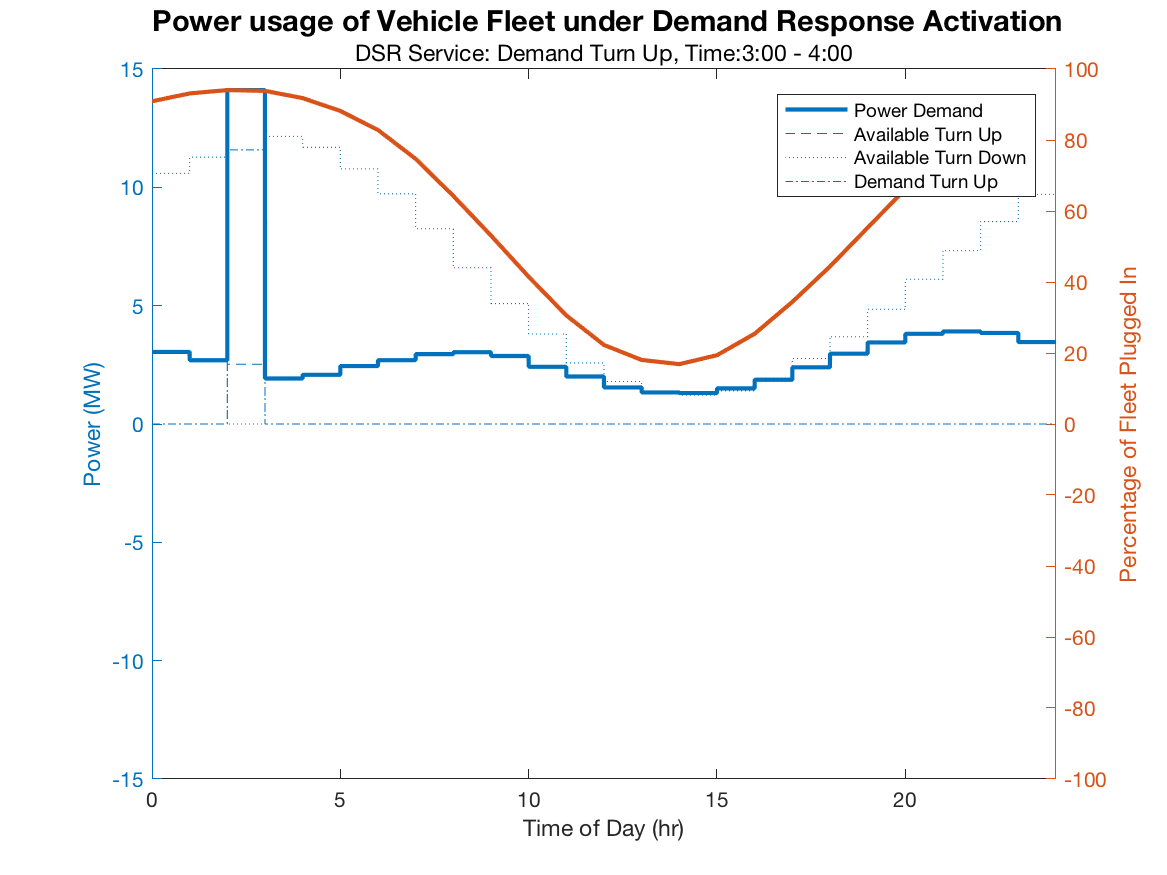 Power usage of Vehicle Fleet under Demand Response Activation
DSR Service: Demand Turn Up, Time:3:00 - 4:00
15
10
5
0
-5
-10
-15
Power (MW)
Power Demand
Available Turn Up
Available Turn Down
Demand Turn Up
100
80
60
40
20
0
-20
-40
-60
-80
-100
Percentage of Fleet Plugged In
0 5 10 15 20
Time of Day (hr)